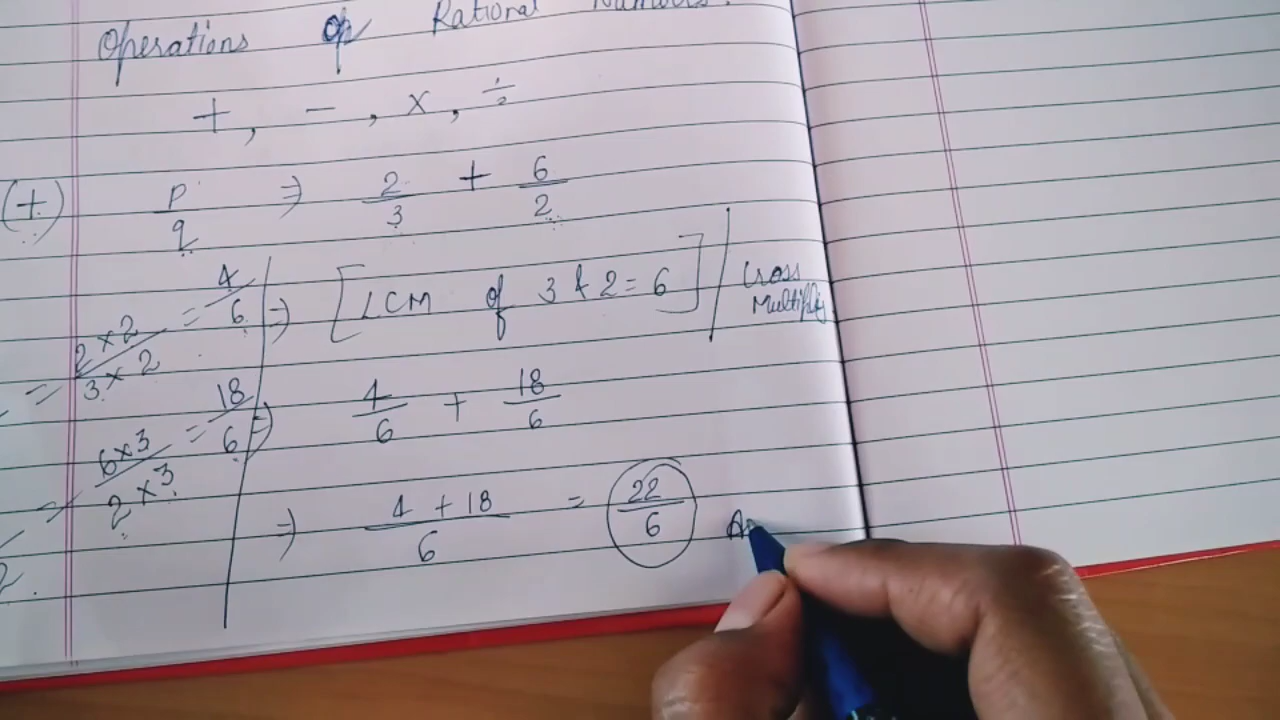 Operations of Rational Numbers.
+, -, ×, ÷
(+) p/q ⇒ 2/3 + 6/2
⇒ [LCM of 3 & 2 = 6] / Cross Multiply
= 2×2/3×2 = 4/6
⇒ 4/6 + 18/6
= 6×3/2×3 = 18/6
⇒ 4+18/6 = 22/6